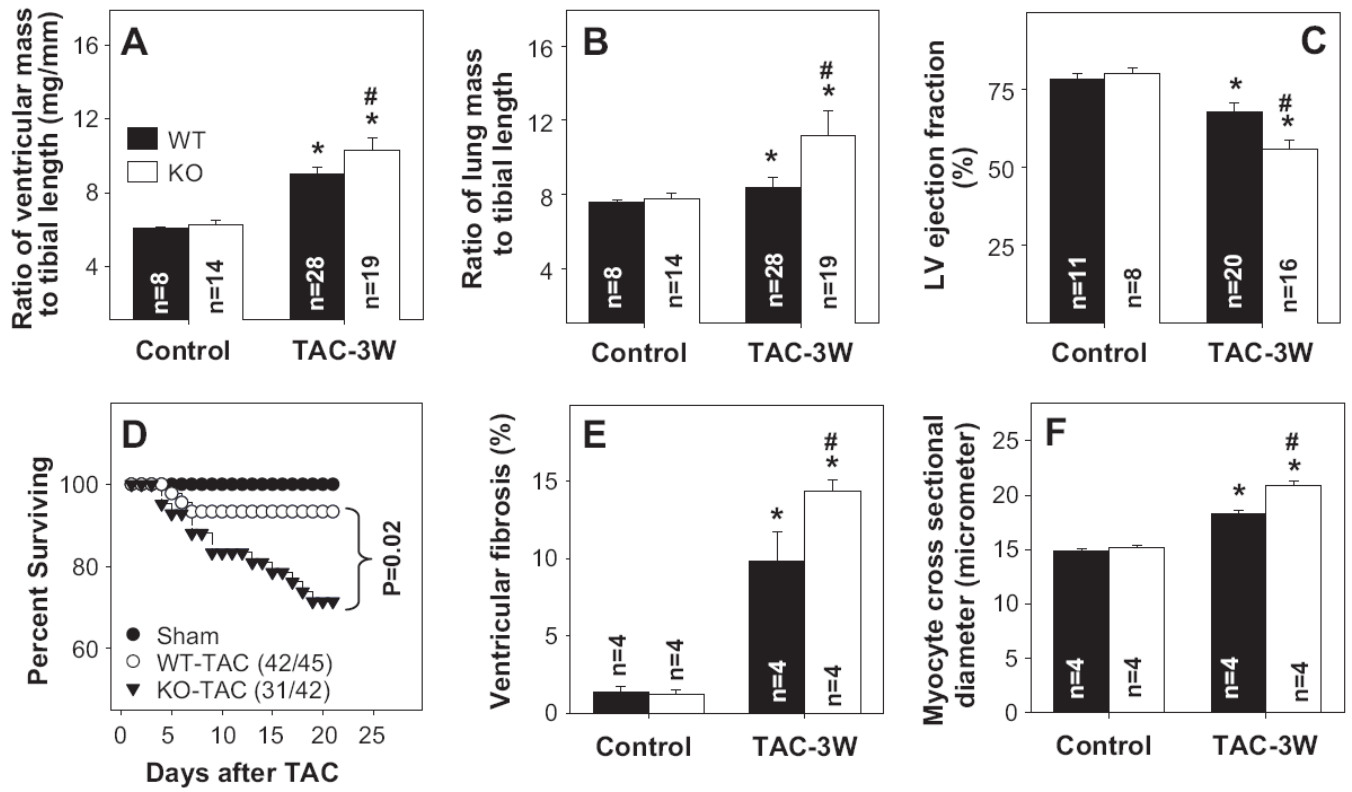 A
Ratio of ventricular mass
to tibial length (mg/mm)
16
12
8
4
WT
KO
*
#
*
n=8
n=14
n=28
n=19
Control
TAC-3W
B
Ratio of lung mass
to tibial length
16
12
8
4
*
#
*
n=8
n=14
n=28
n=19
Control
TAC-3W
C
LV ejection fraction
(%)
75
50
25
*
#
*
n=11
n=8
n=20
n=16
Control
TAC-3W
D
Percent Surviving
100
80
60
P=0.02
Sham
WT-TAC (42/45)
KO-TAC (31/42)
0 5 10 15 20 25
Days after TAC
E
Ventricular fibrosis (%)
15
10
5
0
*
#
*
n=4
n=4
n=4
n=4
Control
TAC-3W
F
Myocyte cross sectional
diameter (micrometer)
25
20
15
10
5
0
*
#
*
n=4
n=4
n=4
n=4
Control
TAC-3W